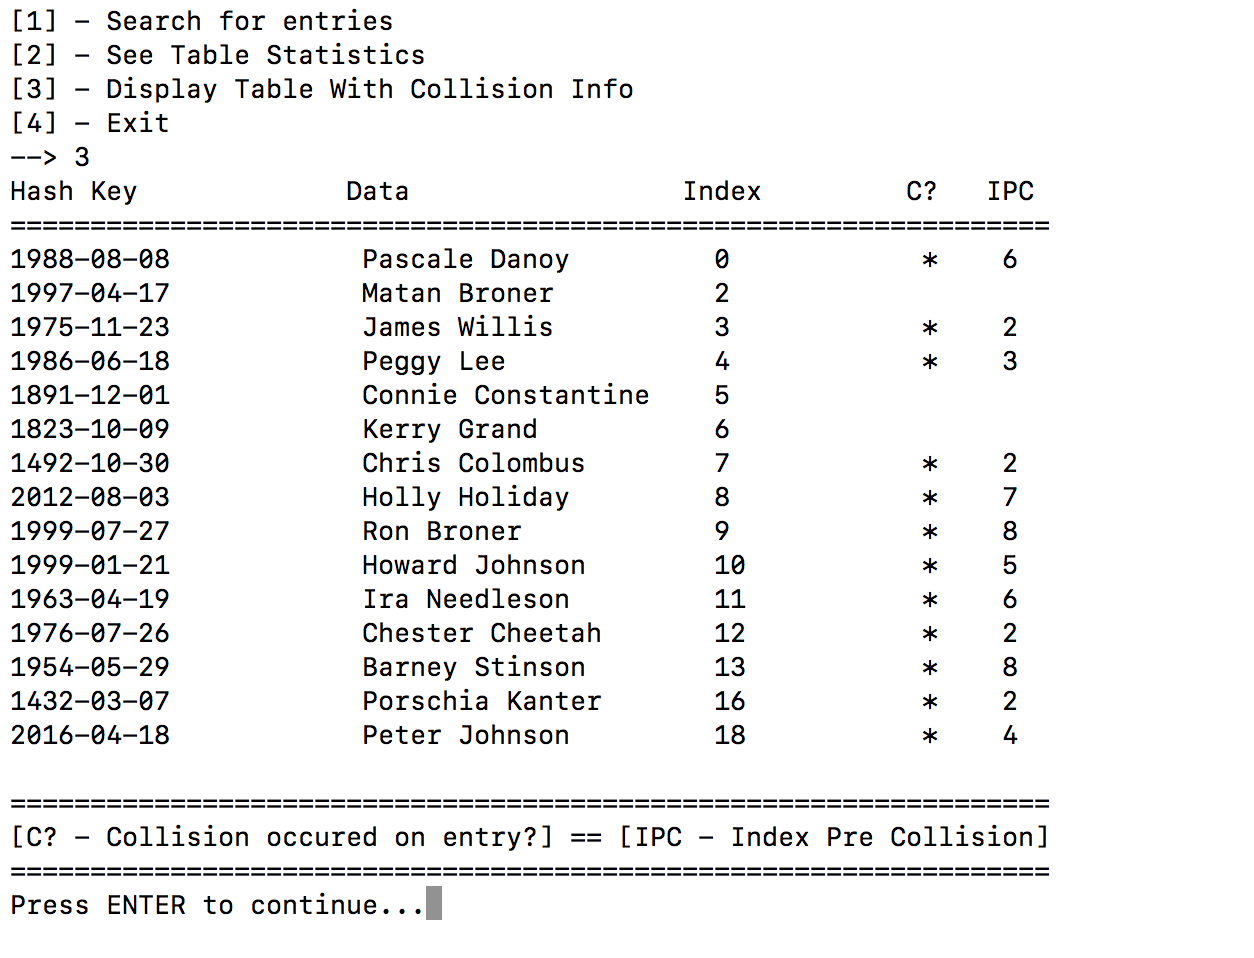 [1] – Search for entries
[2] – See Table Statistics
[3] – Display Table With Collision Info
[4] – Exit
––> 3
Hash Key Data Index C? IPC
=================================================================
1988–08–08 Pascale Danoy 0 * 6
1997–04–17 Matan Broner 2
1975–11–23 James Willis 3 * 2
1986–06–18 Peggy Lee 4 * 3
1891–12–01 Connie Constantine 5
1823–10–09 Kerry Grand 6
1492–10–30 Chris Colombus 7 * 2
2012–08–03 Holly Holiday 8 * 7
1999–07–27 Ron Broner 9 * 8
1999–01–21 Howard Johnson 10 * 5
1963–04–19 Ira Needleson 11 * 6
1976–07–26 Chester Cheetah 12 * 2
1954–05–29 Barney Stinson 13 * 8
1432–03–07 Porschia Kanter 16 * 2
2016–04–18 Peter Johnson 18 * 4
=================================================================
[C? – Collision occured on entry?] == [IPC – Index Pre Collision]
=================================================================
Press ENTER to continue...